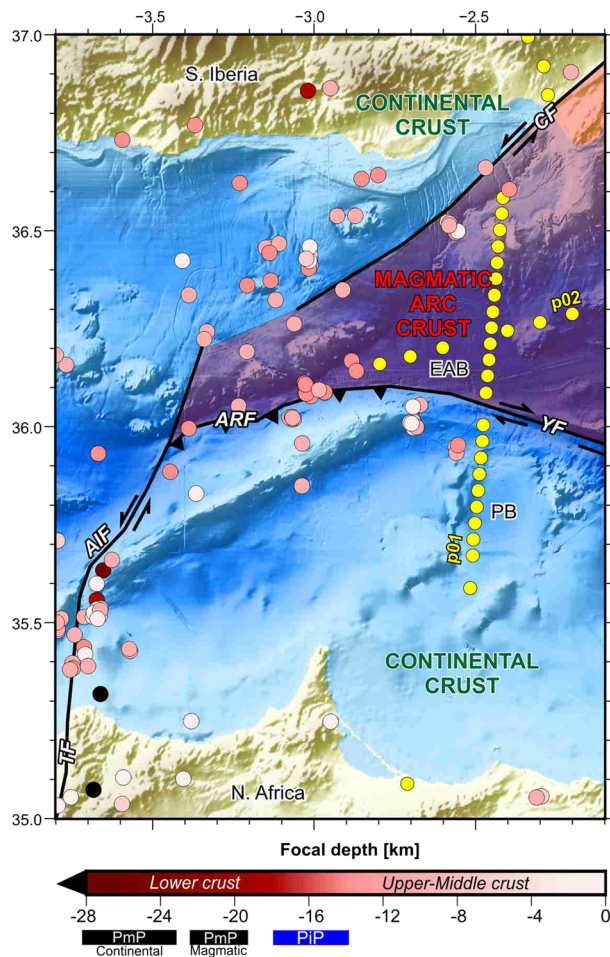 −3.5 −3.0 −2.5
37.0
S. Iberia
CONTINENTAL
CRUST
CF
36.5
MAGMATIC
ARC
CRUST
p02
EAB
36.0
ARF
YF
AIF
PB
p01
35.5
CONTINENTAL
CRUST
TF
N. Africa
35.0
Focal depth [km]
Lower crust Upper-Middle crust
-28 -24 -20 -16 -12 -8 -4 0
PmP PmP PiP
Continental Magmatic